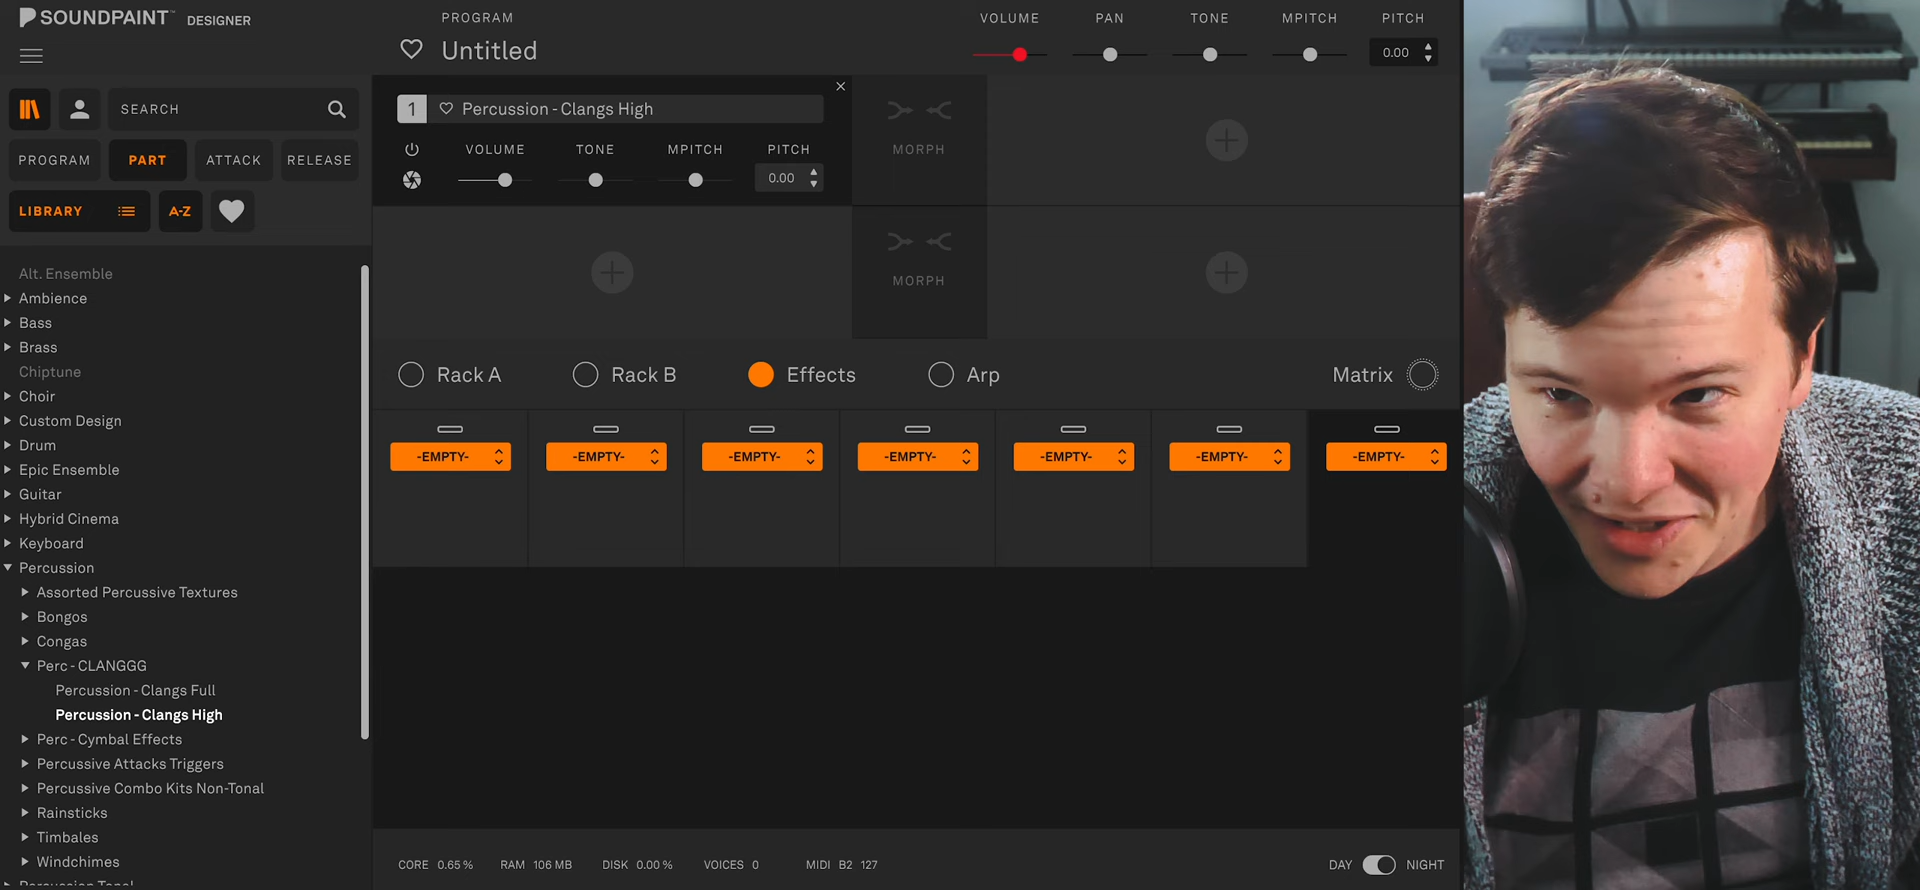 SOUNDPAINT™ DESIGNER
PROGRAM
Untitled
VOLUME
PAN
TONE
MPITCH
PITCH
0.00
SEARCH
PROGRAM
PART
ATTACK
RELEASE
LIBRARY
A-Z
1
Percussion - Clangs High
VOLUME
TONE
MPITCH
PITCH
0.00
MORPH
MORPH
Alt. Ensemble
Ambience
Bass
Brass
Chiptune
Choir
Custom Design
Drum
Epic Ensemble
Guitar
Hybrid Cinema
Keyboard
Percussion
Assorted Percussive Textures
Bongos
Congas
Perc - CLANGGG
Percussion - Clangs Full
Percussion - Clangs High
Perc - Cymbal Effects
Percussive Attacks Triggers
Percussive Combo Kits Non-Tonal
Rainsticks
Timbales
Windchimes
Percussion Tonal
Rack A
Rack B
Effects
Arp
Matrix
-EMPTY-
-EMPTY-
-EMPTY-
-EMPTY-
-EMPTY-
-EMPTY-
-EMPTY-
CORE 0.65 %
RAM 106 MB
DISK 0.00 %
VOICES 0
MIDI B2 127
DAY
NIGHT